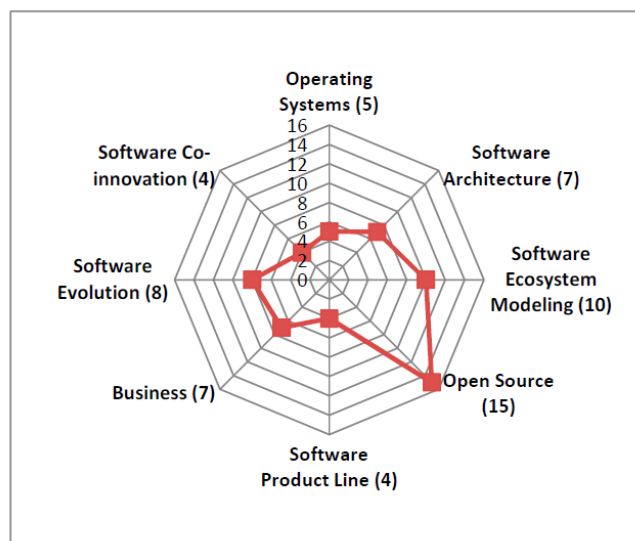 Operating
Systems (5)
16
14
12
10
8
6
4
2
0
Software
Architecture (7)
Software
Ecosystem
Modeling (10)
Open Source
(15)
Software
Product Line (4)
Business (7)
Software
Evolution (8)
Software Co-
innovation (4)